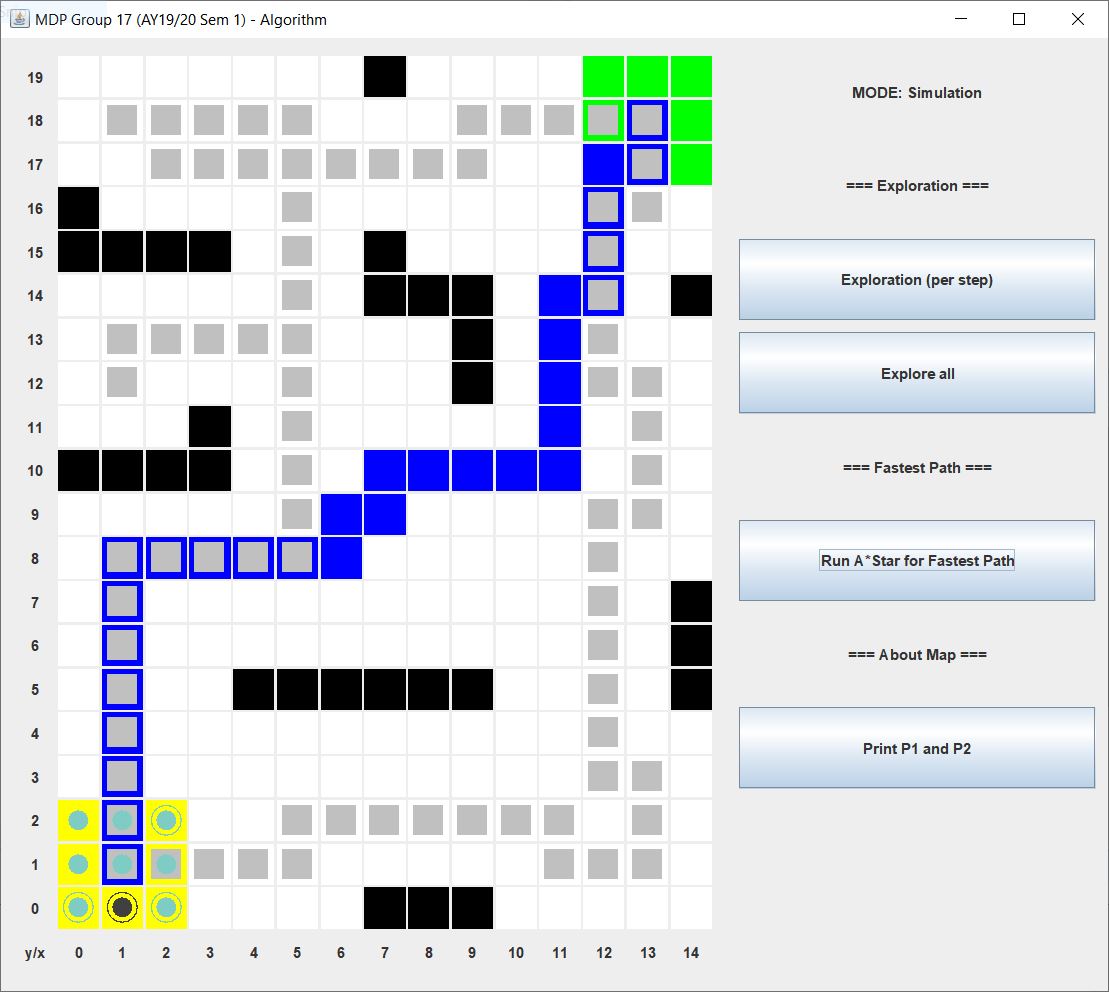 MDP Group 17 (AY19/20 Sem 1) - Algorithm
19
MODE: Simulation
18
17
=== Exploration ===
16
15
Exploration (per step)
14
13
Explore all
12
11
=== Fastest Path ===
10
9
Run A*Star for Fastest Path
8
7
6
=== About Map ===
5
4
Print P1 and P2
3
2
1
0
y/x 0 1 2 3 4 5 6 7 8 9 10 11 12 13 14